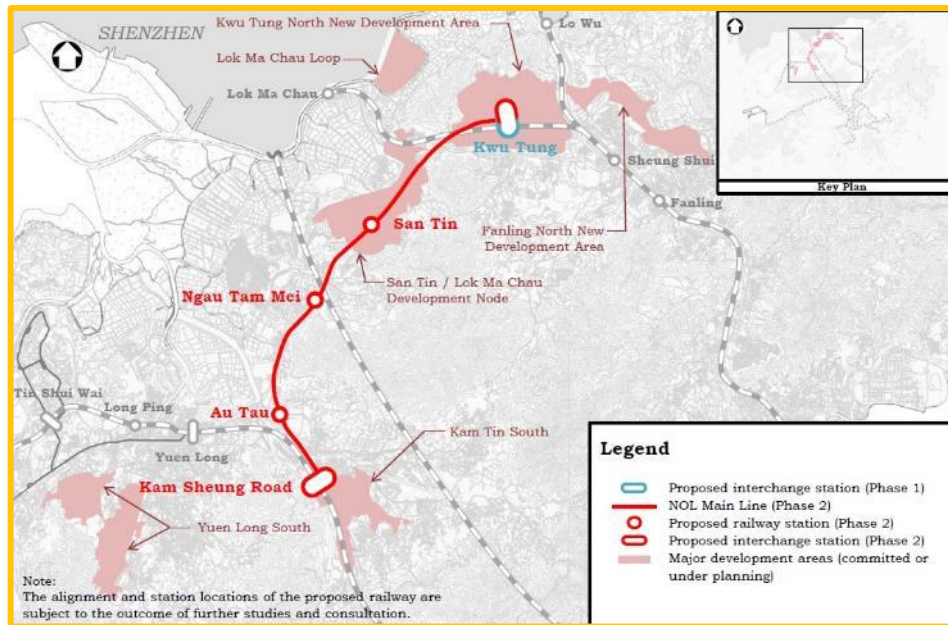 SHENZHEN
Kwu Tung North New
Development Area
Lo Wu
Lok Ma Chau Loop
Lok Ma Chau
Kwu Tung
Sheung Shui
Fanling
Key Plan
San Tin
Fanling North New
Development Area
San Tin / Lok Ma Chau
Development Node
Ngau Tam Mei
Tin Shui Wai
Long Ping
Au Tau
Yuen Long
Kam Tin South
Kam Sheung Road
Yuen Long South
Legend
Proposed interchange station (Phase 1)
NOL Main Line (Phase 2)
Proposed railway station (Phase 2)
Proposed interchange station (Phase 2)
Major development areas (committed or
under planning)
Note:
The alignment and station locations of the proposed railway are
subject to the outcome of further studies and consultation.